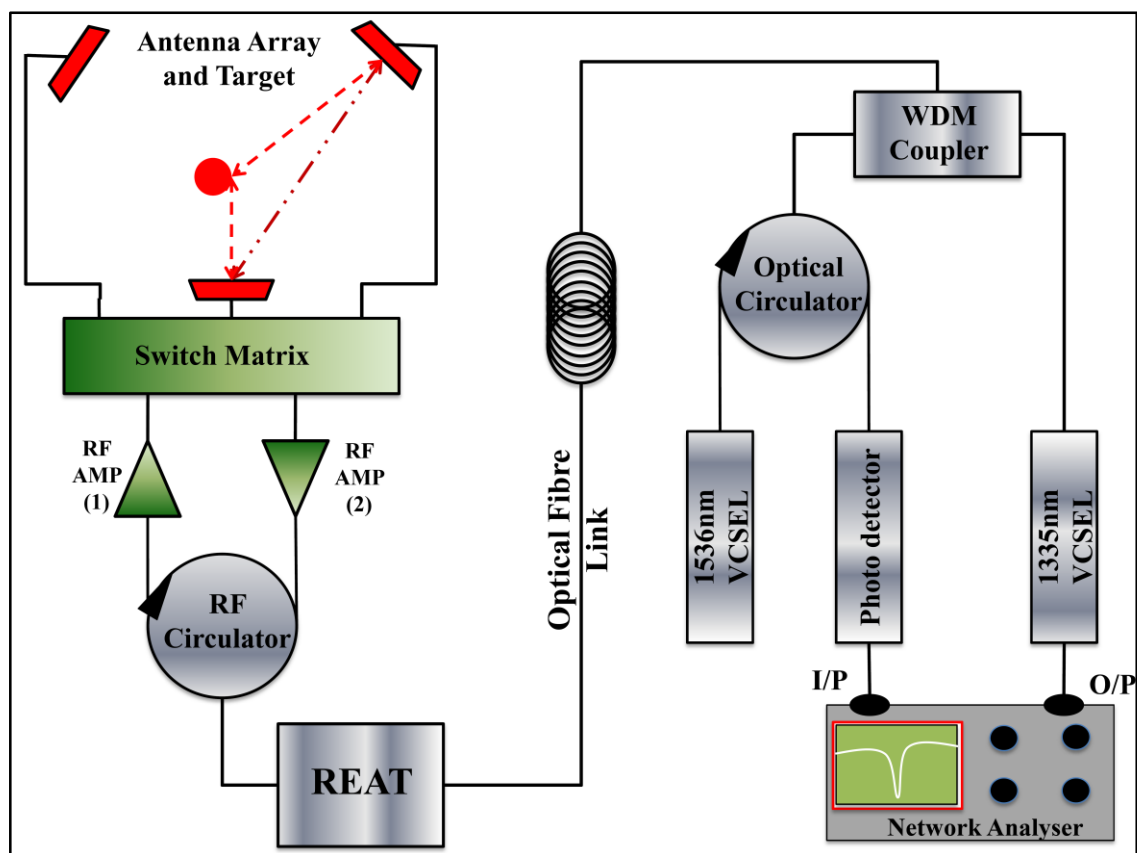 Antenna Array
and Target
WDM
Coupler
Optical
Circulator
Switch Matrix
RF
AMP
(1)
RF
AMP
(2)
Optical Fibre
Link
1536nm
VCSEL
Photo detector
1335nm
VCSEL
RF
Circulator
I/P
O/P
REAT
Network Analyser